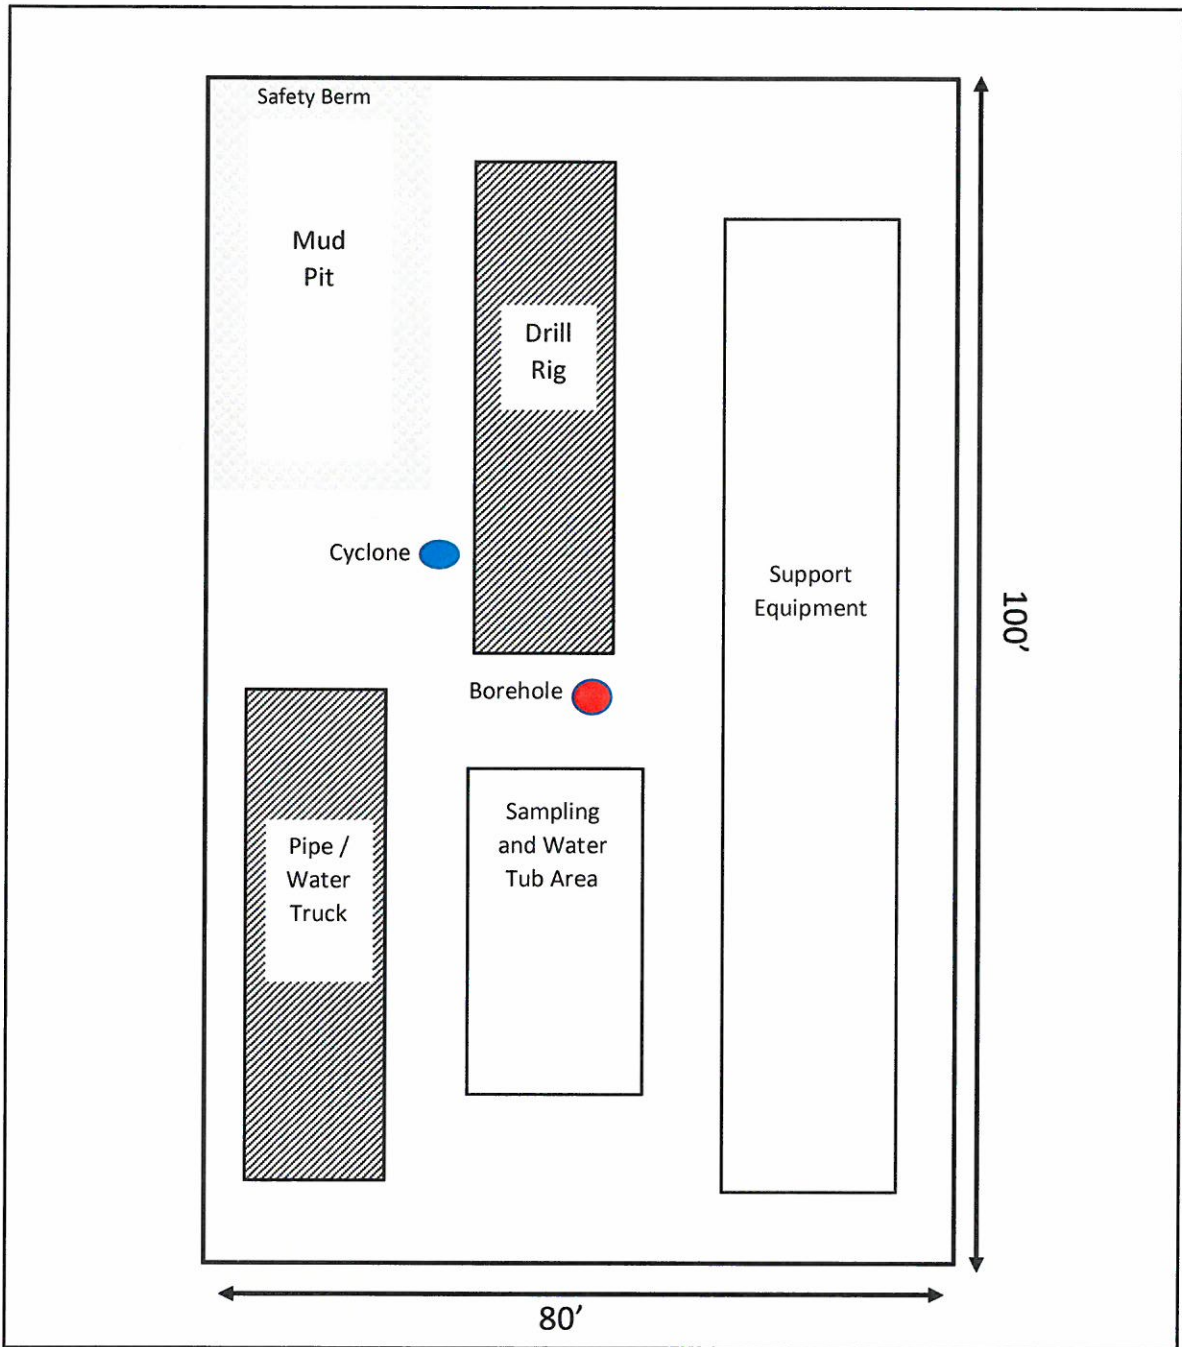 Safety Berm
Mud
Pit
Drill
Rig
Cyclone
Support
Equipment
100’
Borehole
Sampling
and Water
Tub Area
Pipe /
Water
Truck
80’